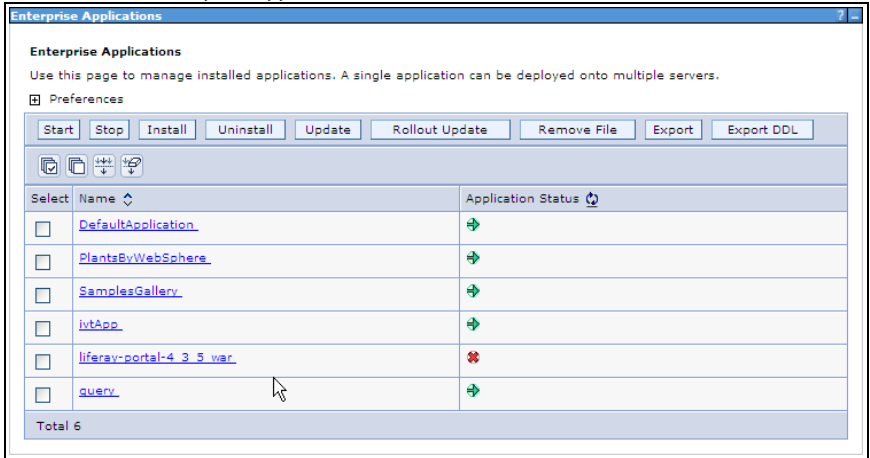 Enterprise Applications ? -
Enterprise Applications
Use this page to manage installed applications. A single application can be deployed onto multiple servers.
+ Preferences
Start Stop Install Uninstall Update Rollout Update Remove File Export Export DDL
Select Name Application Status
DefaultApplication
PlantsByWebSphere
SamplesGallery
ivtApp
liferay-portal-4_3_5_war
query
Total 6